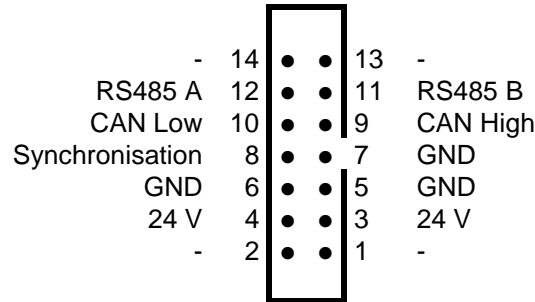 - 14 13 -
RS485 A 12 11 RS485 B
CAN Low 10 9 CAN High
Synchronisation 8 7 GND
GND 6 5 GND
24 V 4 3 24 V
- 2 1 -